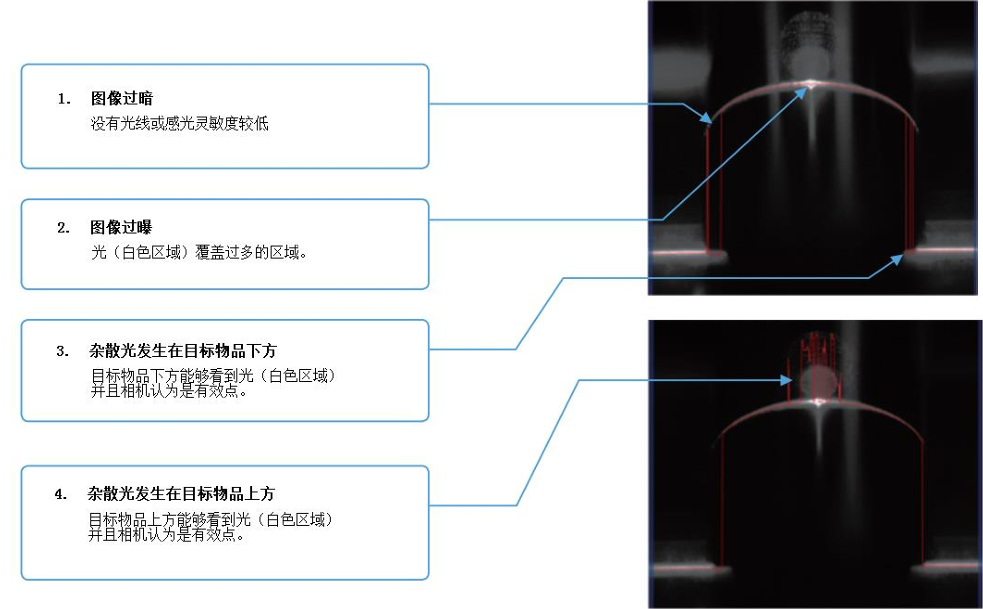 1. 图像过暗
没有光线或感光灵敏度较低
2. 图像过曝
光（白色区域）覆盖过多的区域。
3. 杂散光发生在目标物品下方
目标物品下方能够看到光（白色区域）
并且相机认为是有效点。
4. 杂散光发生在目标物品上方
目标物品上方能够看到光（白色区域）
并且相机认为是有效点。